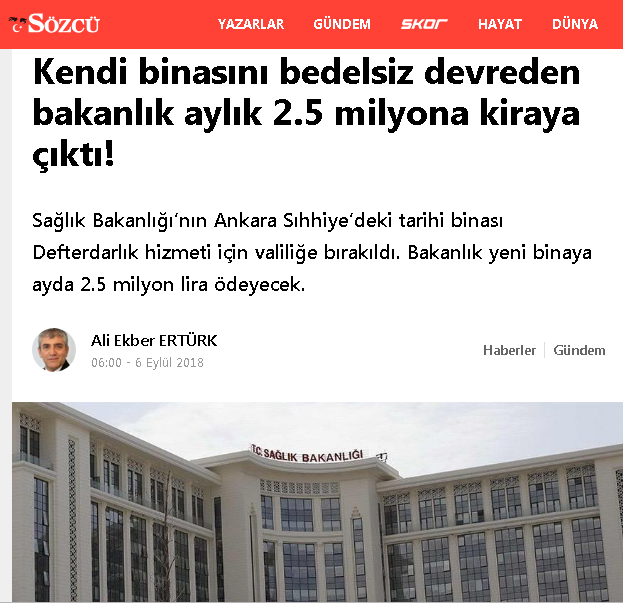 Sözcü YAZARLAR GÜNDEM SKOR HAYAT DÜNYA
Kendi binasını bedelsiz devreden
bakanlık aylık 2.5 milyona kiraya
çıktı!
Sağlık Bakanlığı'nın Ankara Sıhhiye'deki tarihi binası
Defterdarlık hizmeti için valiliğe bırakıldı. Bakanlık yeni binaya
ayda 2.5 milyon lira ödeyecek.
Ali Ekber ERTÜRK
06:00 - 6 Eylül 2018
Haberler Gündem
T.C. SAĞLIK BAKANLIĞI